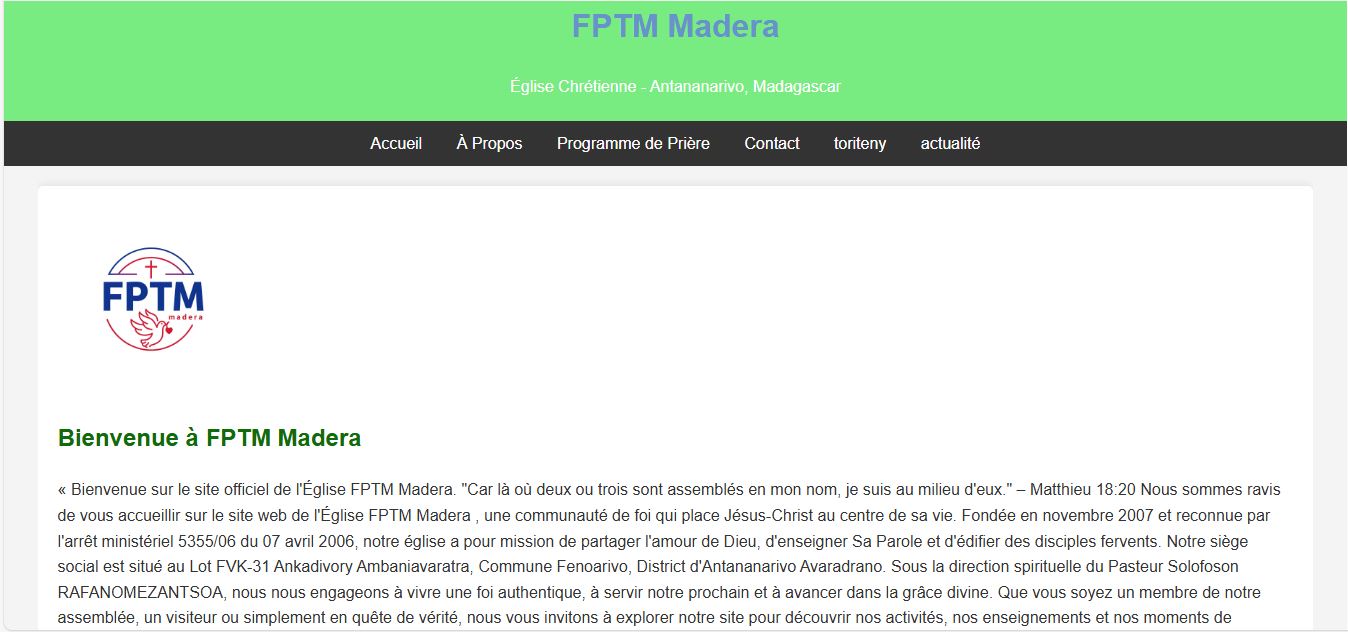 FPTM Madera
Église Chrétienne - Antananarivo, Madagascar
Accueil À Propos Programme de Prière Contact toriteny actualité
FPTM
madera
Bienvenue à FPTM Madera
« Bienvenue sur le site officiel de l'Église FPTM Madera. "Car là où deux ou trois sont assemblés en mon nom, je suis au milieu d'eux." – Matthieu 18:20 Nous sommes ravis
de vous accueillir sur le site web de l'Église FPTM Madera , une communauté de foi qui place Jésus-Christ au centre de sa vie. Fondée en novembre 2007 et reconnue par
l'arrêt ministériel 5355/06 du 07 avril 2006, notre église a pour mission de partager l'amour de Dieu, d'enseigner Sa Parole et d'édifier des disciples fervents. Notre siège
social est situé au Lot FVK-31 Ankadivory Ambaniavaratra, Commune Fenoarivo, District d'Antananarivo Avaradrano. Sous la direction spirituelle du Pasteur Solofoson
RAFANOMEZANTSOA, nous nous engageons à vivre une foi authentique, à servir notre prochain et à avancer dans la grâce divine. Que vous soyez un membre de notre
assemblée, un visiteur ou simplement en quête de vérité, nous vous invitons à explorer notre site pour découvrir nos activités, nos enseignements et nos moments de